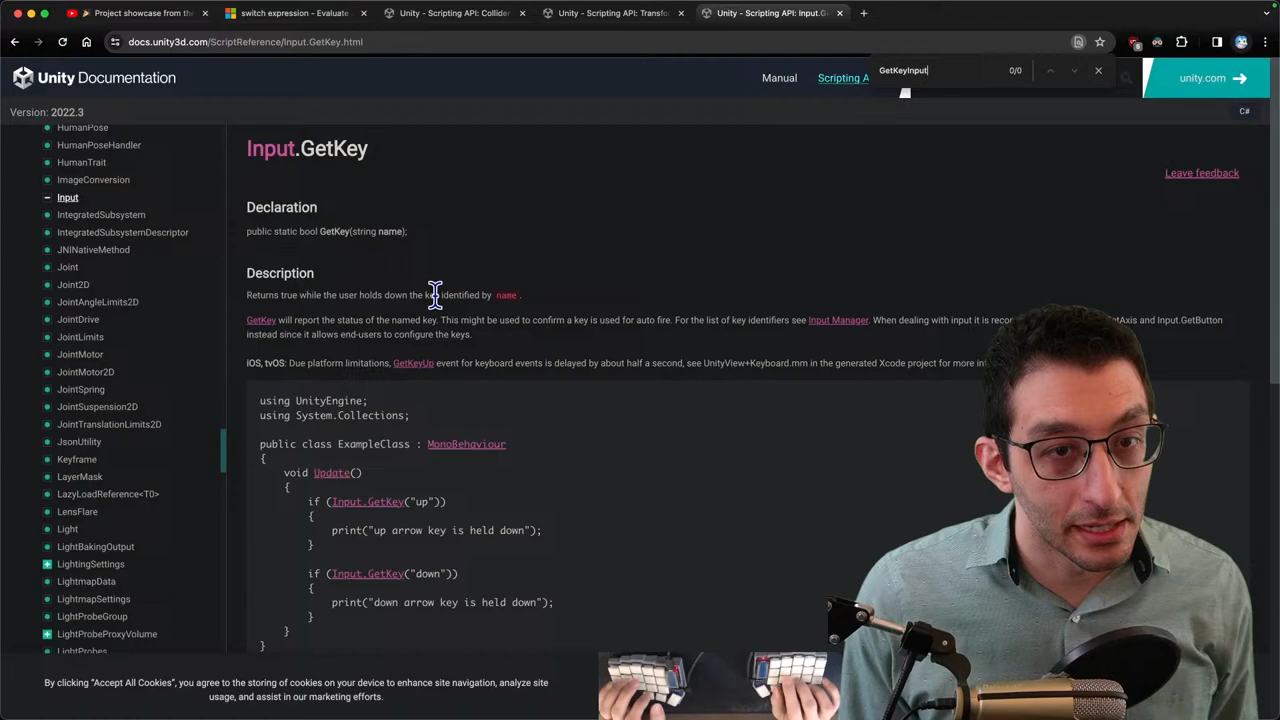 Project showcase from the
switch expression - Evaluate
Unity - Scripting API: Collider
Unity - Scripting API: Transfo
Unity - Scripting API: Input.G
docs.unity3d.com/ScriptReference/Input.GetKey.html
GetKeyInput
0/0
Unity Documentation
Manual
Scripting A
unity.com
Version: 2022.3
C#
HumanPose
HumanPoseHandler
HumanTrait
ImageConversion
Input
IntegratedSubsystem
IntegratedSubsystemDescriptor
JNINativeMethod
Joint
Joint2D
JointAngleLimits2D
JointDrive
JointLimits
JointMotor
JointMotor2D
JointSpring
JointSuspension2D
JointTranslationLimits2D
JsonUtility
Keyframe
LayerMask
LazyLoadReference<T0>
LensFlare
Light
LightBakingOutput
LightingSettings
LightmapData
LightmapSettings
LightProbeGroup
LightProbeProxyVolume
LightProbes
Input.GetKey
Leave feedback
Declaration
public static bool GetKey(string name);
Description
Returns true while the user holds down the key identified by name .
GetKey will report the status of the named key. This might be used to confirm a key is used for auto fire. For the list of key identifiers see Input Manager. When dealing with input it is reco tAxis and Input.GetButton
instead since it allows end-users to configure the keys.
iOS, tvOS: Due platform limitations, GetKeyUp event for keyboard events is delayed by about half a second, see UnityView+Keyboard.mm in the generated Xcode project for more in
using UnityEngine;
using System.Collections;
public class ExampleClass : MonoBehaviour
{
void Update()
{
if (Input.GetKey("up"))
{
print("up arrow key is held down");
}
if (Input.GetKey("down"))
{
print("down arrow key is held down");
}
}
}
By clicking "Accept All Cookies", you agree to the storing of cookies on your device to enhance site navigation, analyze site
usage, and assist in our marketing efforts.